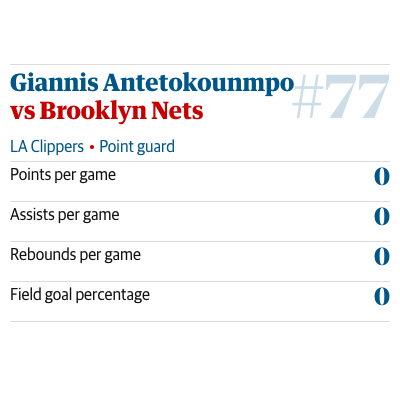 Giannis Antetokounmpo #77
vs Brooklyn Nets
LA Clippers • Point guard
Points per game 0
Assists per game 0
Rebounds per game 0
Field goal percentage 0